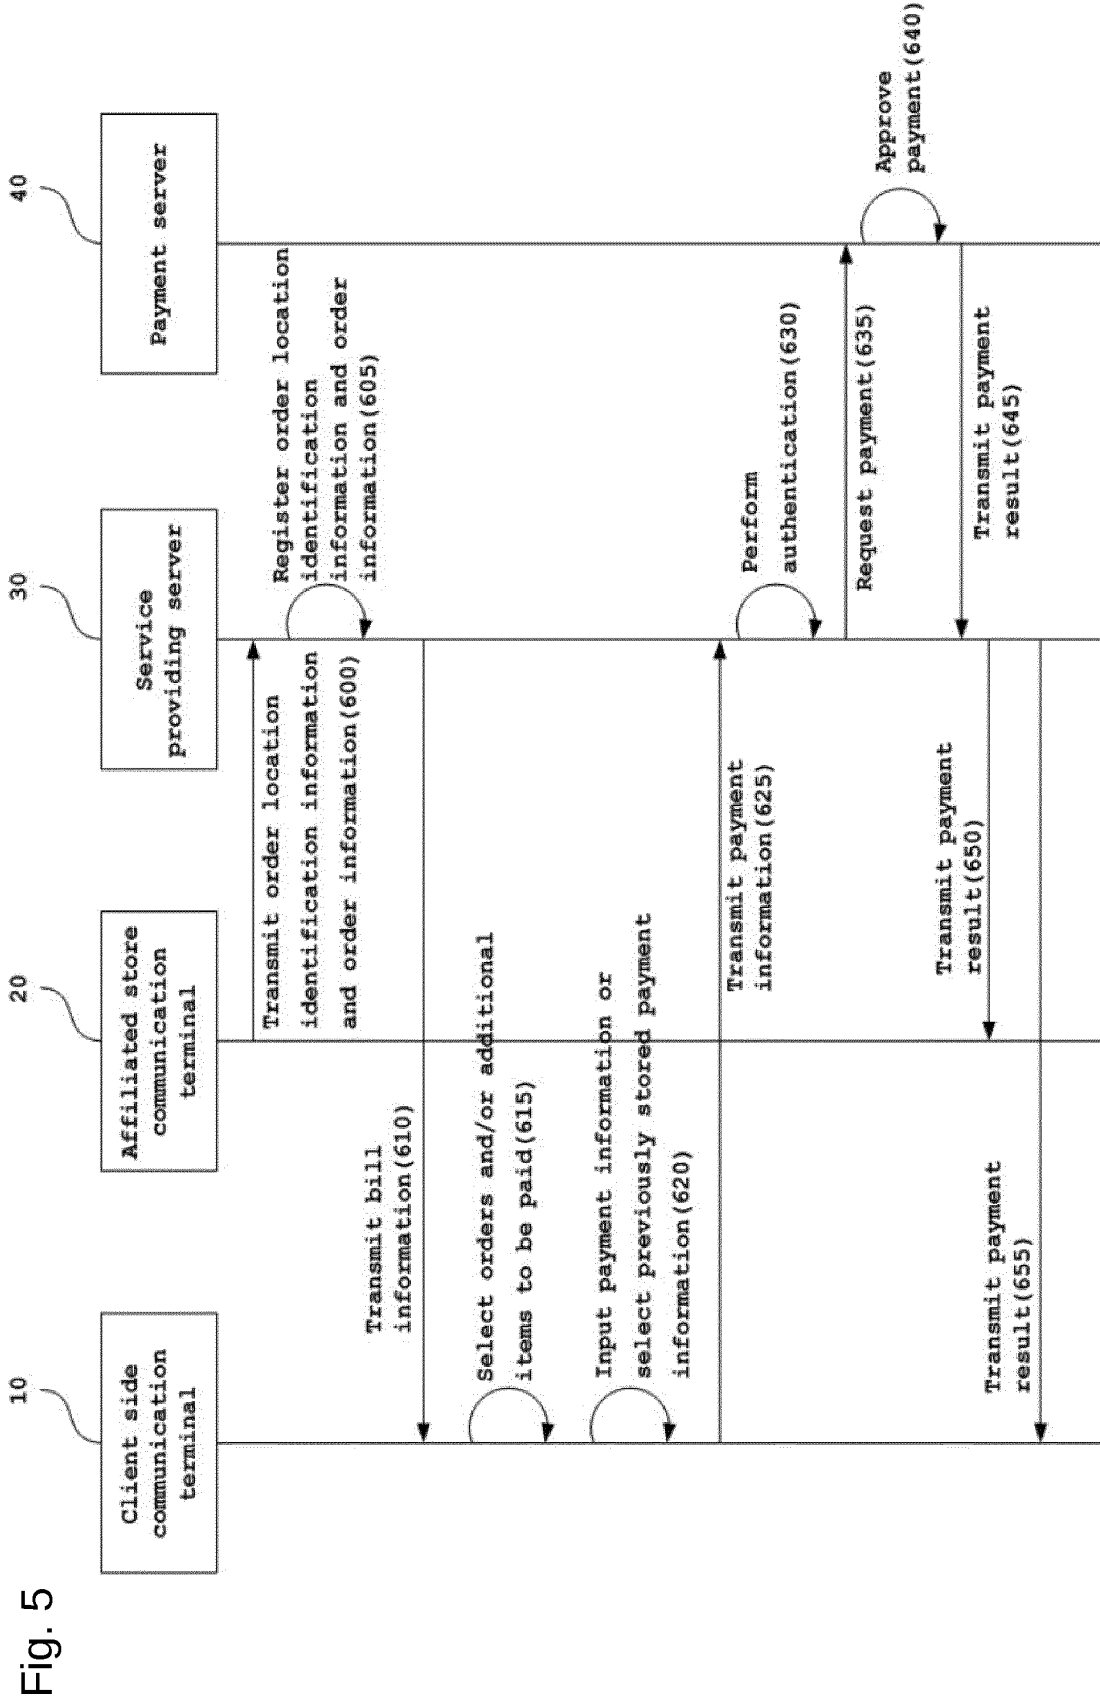 Fig. 5
10
20
30
40
Client side
communication
terminal
Affiliated store
communication
terminal
Service
providing server
Payment server
Transmit order location
identification information
and order information(600)
Register order location
identification
information and order
information(605)
Transmit bill
information(610)
Select orders and/or additional
items to be paid(615)
Input payment information or
select previously stored payment
information(620)
Transmit payment
information(625)
Perform
authentication(630)
Request payment(635)
Approve
payment(640)
Transmit payment
result(645)
Transmit payment
result(650)
Transmit payment
result(655)